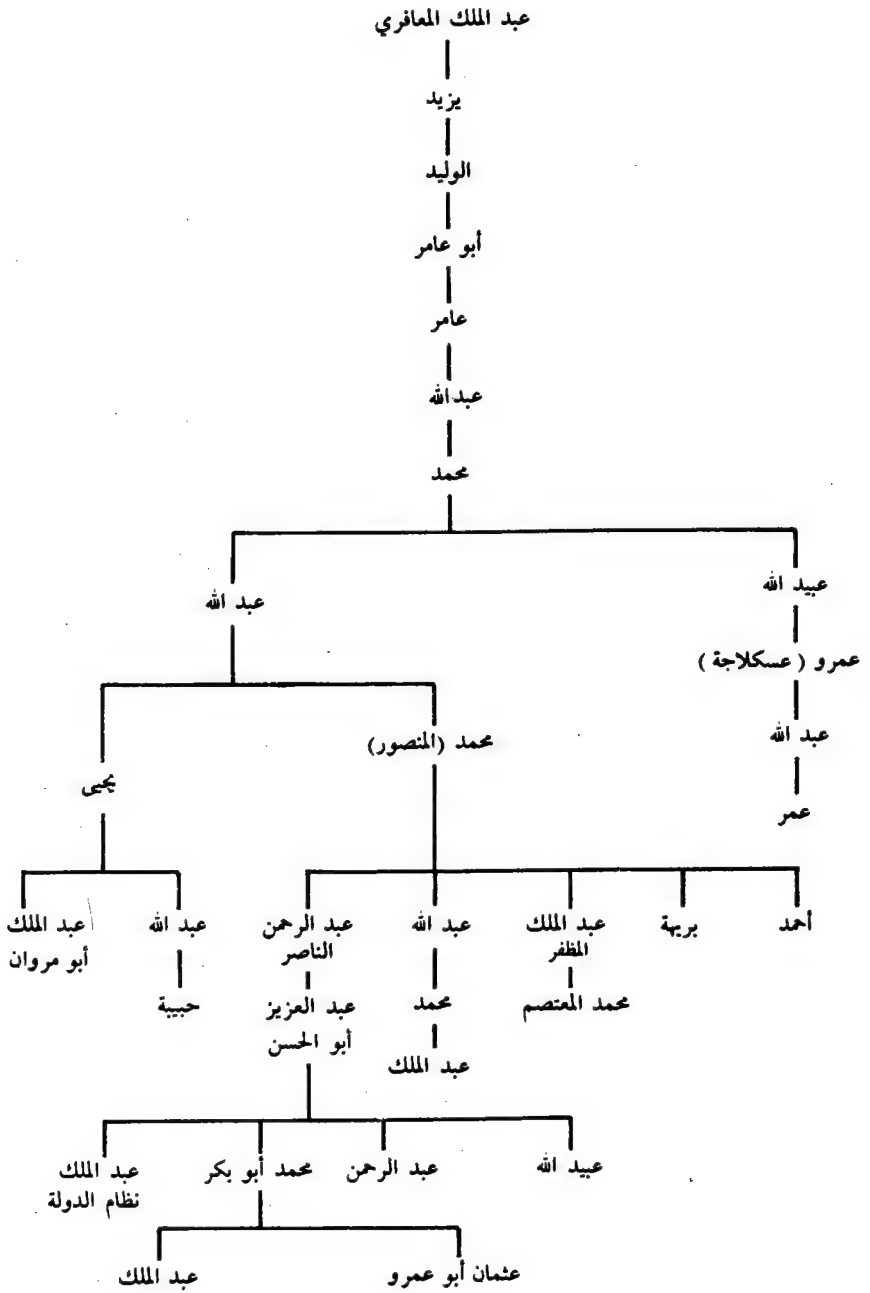 عبد الملك المعافري
يزيد
الوليد
أبو عامر
عامر
عبدالله
محمد
عبيد الله
عبد الله
عمرو ( عسكلاجة )
عبد الله
محمد (المنصور)
يحيى
عمر
أحمد
بريهة
عبد الملك
المظفر
عبد الله
عبد الرحمن
الناصر
عبد الله
عبد الملك
أبو مروان
محمد المعتصم
محمد
عبد العزيز
أبو الحسن
حبيبة
عبد الملك
عبيد الله
عبد الرحمن
محمد أبو بكر
عبد الملك
نظام الدولة
عثمان أبو عمرو
عبد الملك